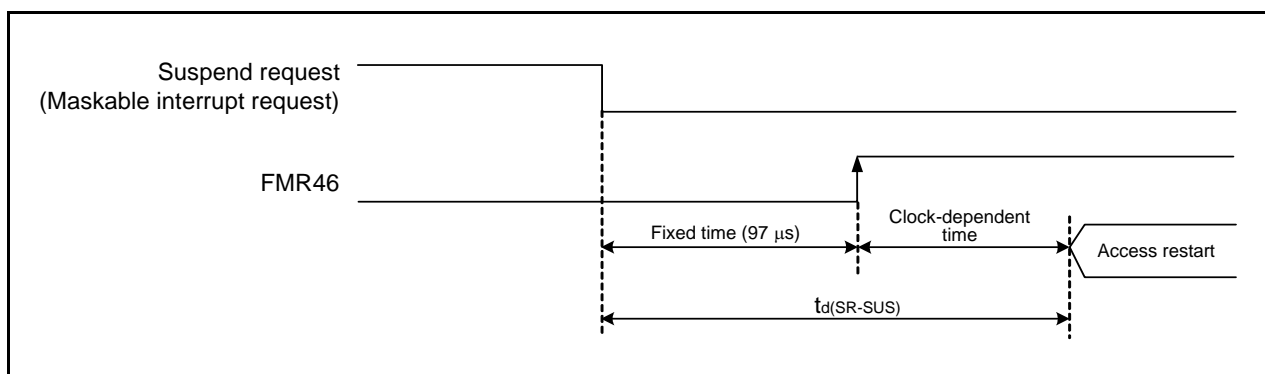 Suspend request
(Maskable interrupt request)
FMR46
Fixed time (97 μs)
Clock-dependent
time
Access restart
td(SR-SUS)